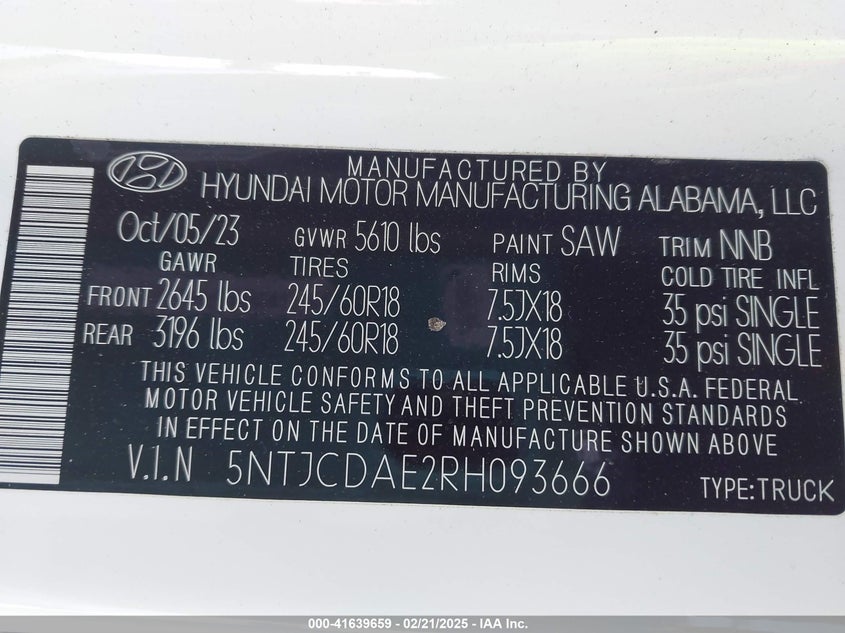 MANUFACTURED BY
HYUNDAI MOTOR MANUFACTURING ALABAMA, LLC
Oct/05/23 GVWR 5610 lbs PAINT SAW TRIM NNB
GAWR TIRES RIMS COLD TIRE INFL
FRONT 2645 lbs 245/60R18 7.5JX18 35 psi SINGLE
REAR 3196 lbs 245/60R18 7.5JX18 35 psi SINGLE
THIS VEHICLE CONFORMS TO ALL APPLICABLE U.S.A. FEDERAL
MOTOR VEHICLE SAFETY AND THEFT PREVENTION STANDARDS
IN EFFECT ON THE DATE OF MANUFACTURE SHOWN ABOVE
V.I.N 5NTJCDAE2RH093666 TYPE:TRUCK
000-41639659 - 02/21/2025 - IAA Inc.